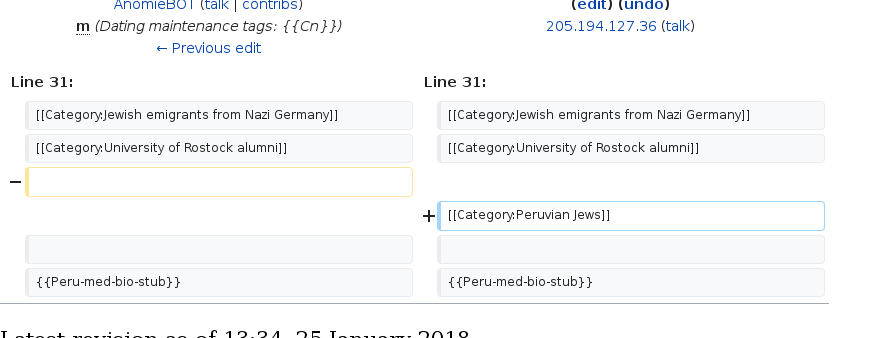 AnomieBOT (talk | contribs)
m (Dating maintenance tags: {{Cn}})
← Previous edit
(edit) (undo)
205.194.127.36 (talk)
Line 31:
Line 31:
[[Category:Jewish emigrants from Nazi Germany]]
[[Category:Jewish emigrants from Nazi Germany]]
[[Category:University of Rostock alumni]]
[[Category:University of Rostock alumni]]
−
+ [[Category:Peruvian Jews]]
{{Peru-med-bio-stub}}
{{Peru-med-bio-stub}}
Latest revision as of 13:34, 25 January 2018